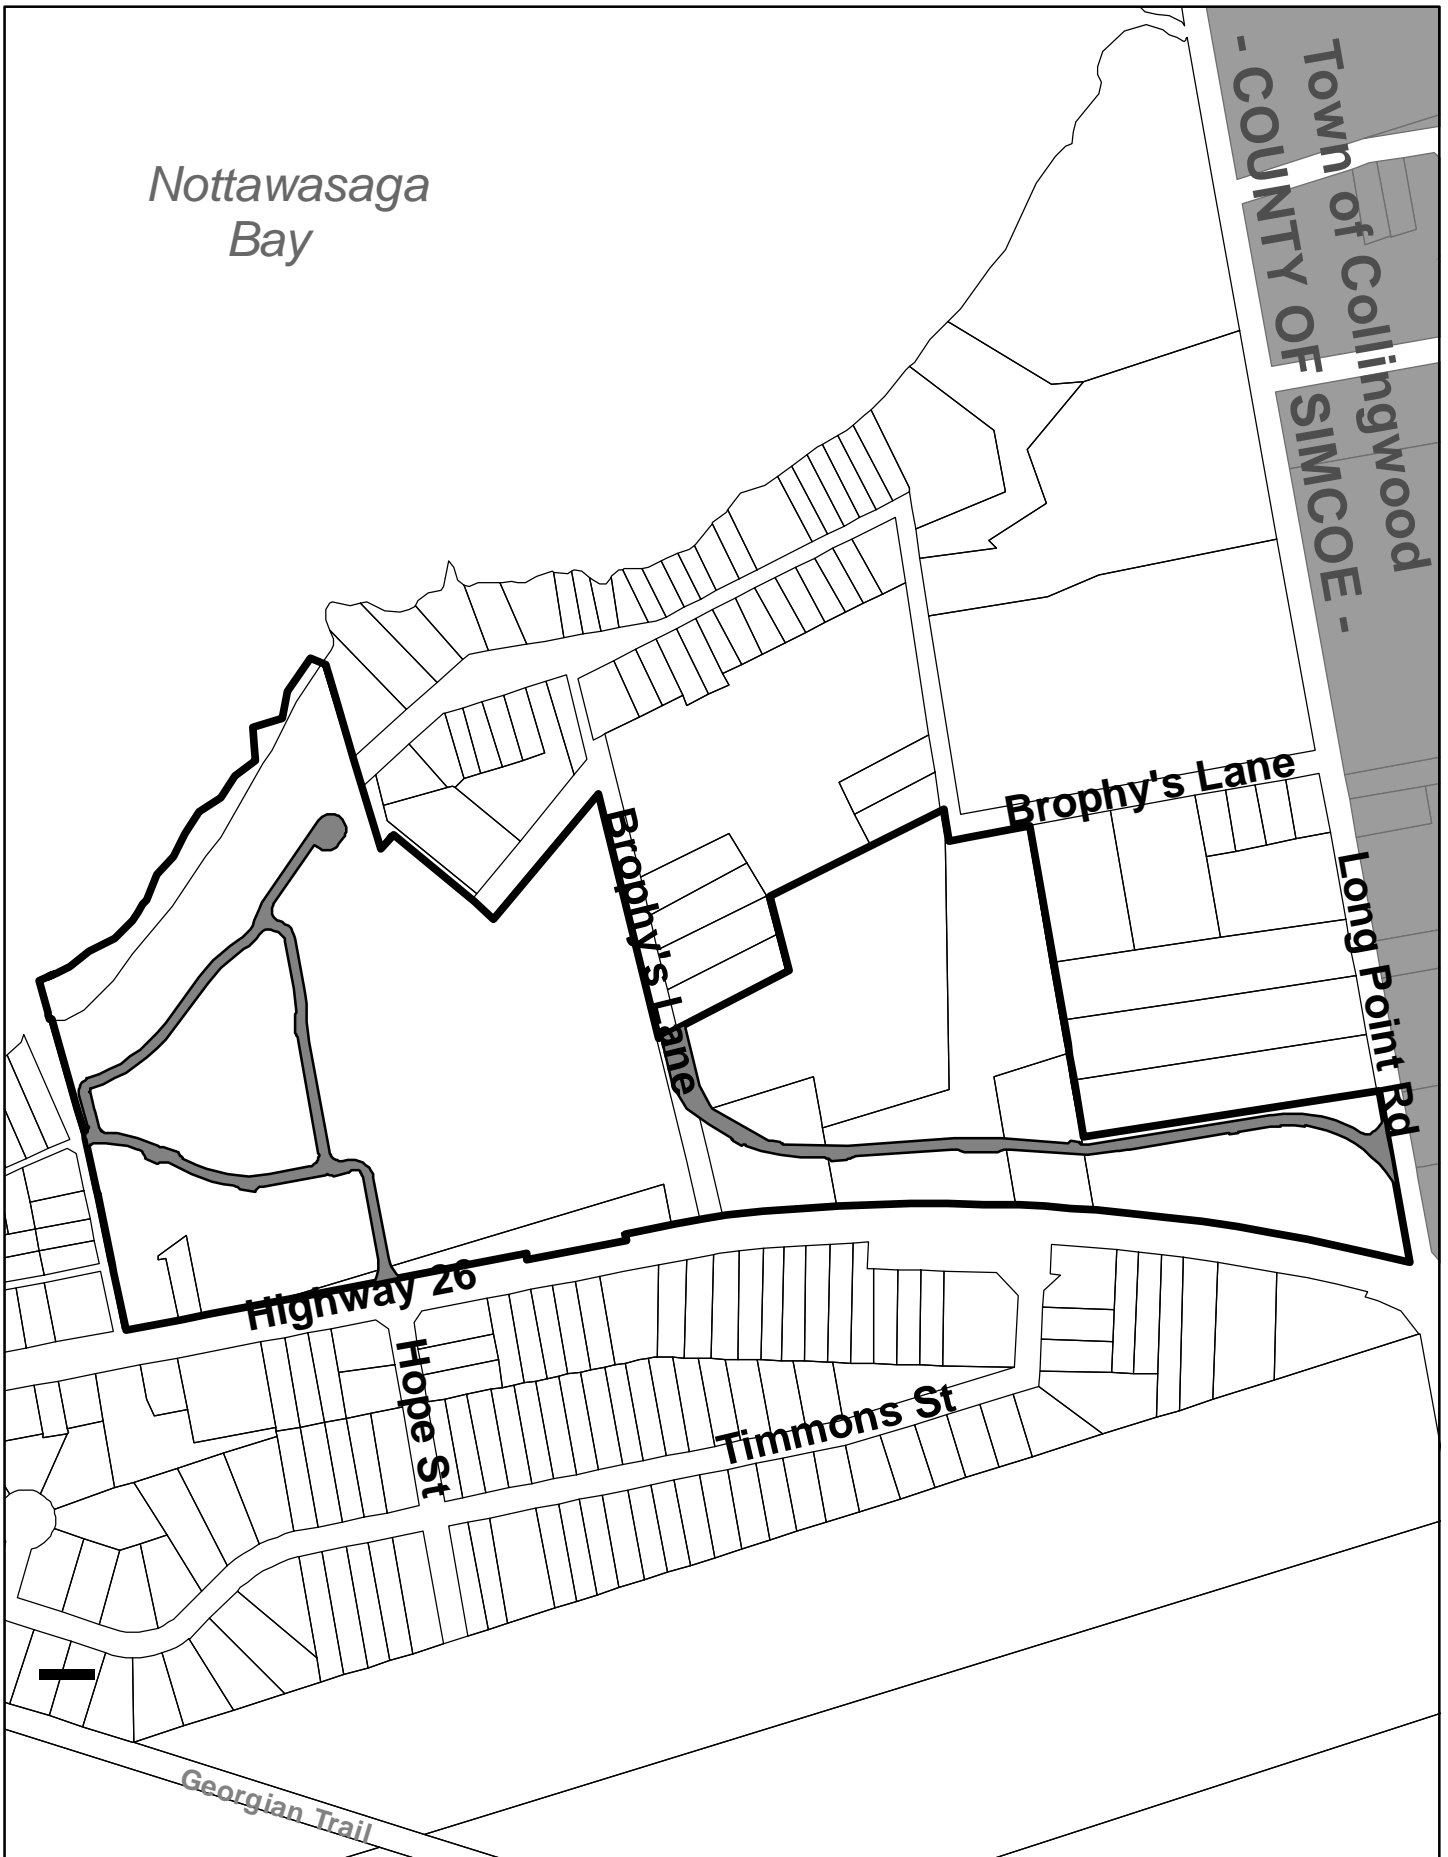 Nottawasaga
Bay
Town of Collingwood
- COUNTY OF SIMCOE -
Brophy's Lane
Brophy's Lane
Long Point Rd
Highway 26
Hope St
Timmons St
Georgian Trail